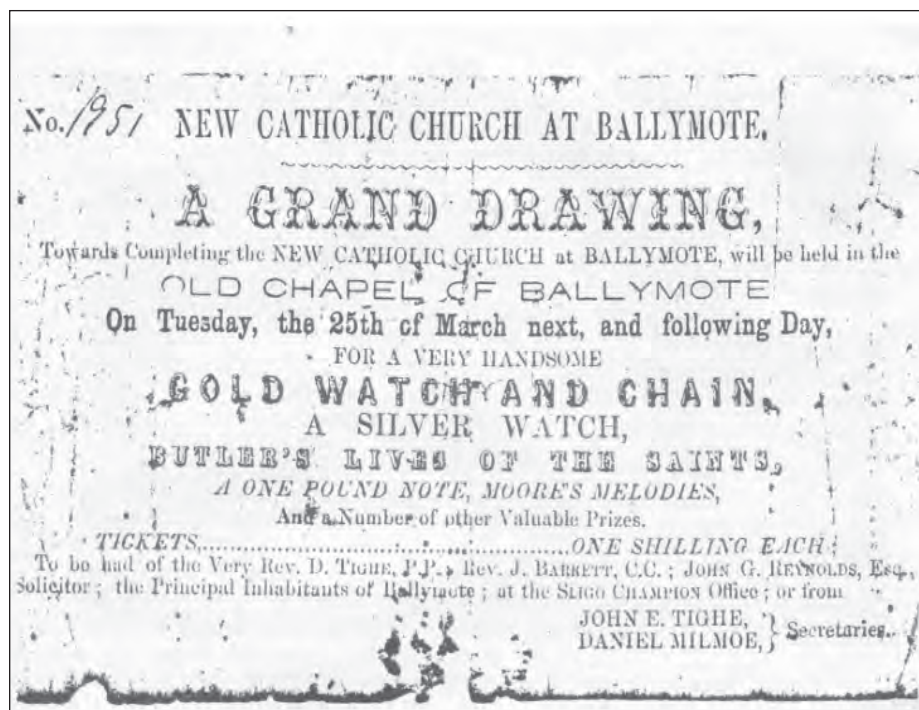 No. 1951 NEW CATHOLIC CHURCH AT BALLYMOTE.
A GRAND DRAWING,
Towards Completing the NEW CATHOLIC CHURCH at BALLYMOTE, will be held in the
OLD CHAPEL OF BALLYMOTE
On Tuesday, the 25th of March next, and following Day,
FOR A VERY HANDSOME
GOLD WATCH AND CHAIN,
A SILVER WATCH,
BUTLER'S LIVES OF THE SAINTS,
A ONE POUND NOTE, MOORE'S MELODIES,
And a Number of other Valuable Prizes.
TICKETS,..........................................ONE SHILLING EACH;
To be had of the Very Rev. D. TIGHE, P.P., Rev. J. BARRETT, C.C.; JOHN G. REYNOLDS, Esq.,
Solicitor; the Principal Inhabitants of Ballymote; at the SLIGO CHAMPION Office; or from
JOHN E. TIGHE,
DANIEL MILMOE, } Secretaries.